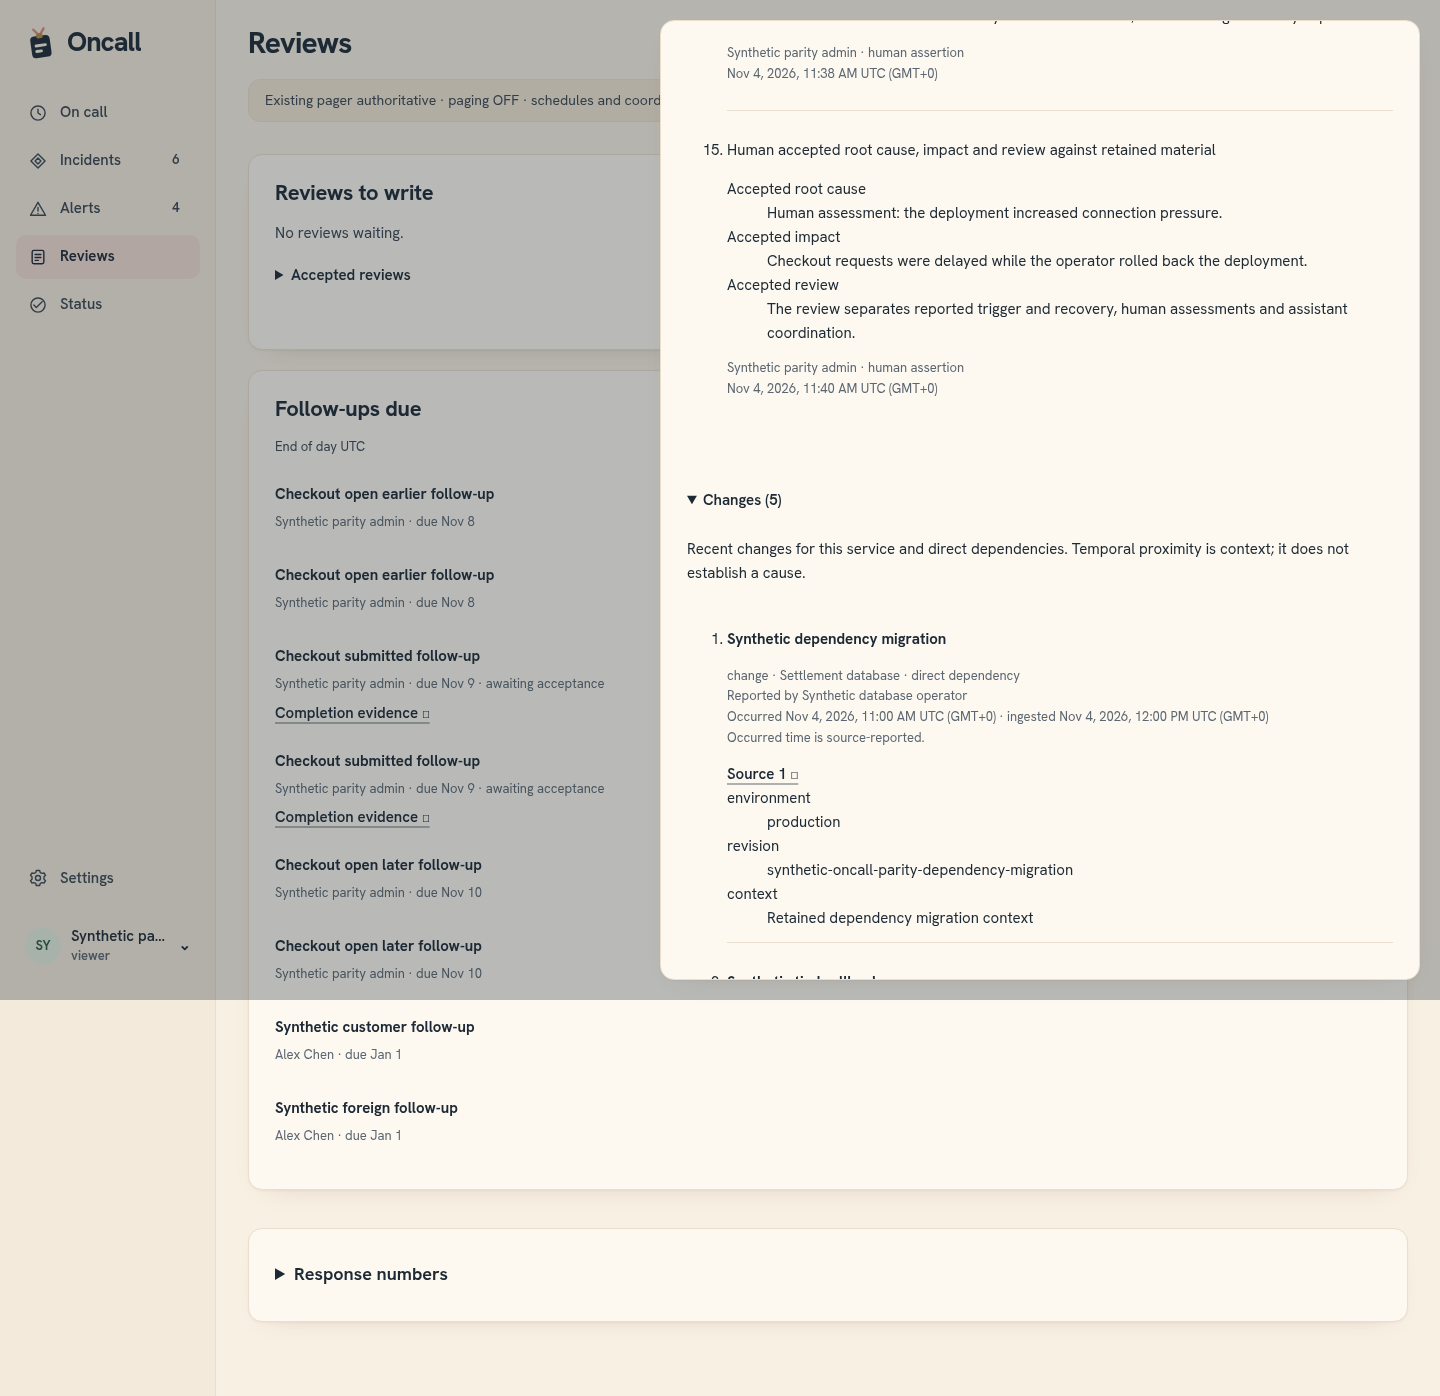 Oncall
On call
Incidents 6
Alerts 4
Reviews
Status
Settings
SY
Synthetic pa...
viewer
Reviews
Existing pager authoritative · paging OFF · schedules and coord
Reviews to write
No reviews waiting.
Accepted reviews
Follow-ups due
End of day UTC
Checkout open earlier follow-up
Synthetic parity admin · due Nov 8
Checkout open earlier follow-up
Synthetic parity admin · due Nov 8
Checkout submitted follow-up
Synthetic parity admin · due Nov 9 · awaiting acceptance
Completion evidence
Checkout submitted follow-up
Synthetic parity admin · due Nov 9 · awaiting acceptance
Completion evidence
Checkout open later follow-up
Synthetic parity admin · due Nov 10
Checkout open later follow-up
Synthetic parity admin · due Nov 10
Synthetic customer follow-up
Alex Chen · due Jan 1
Synthetic foreign follow-up
Alex Chen · due Jan 1
Response numbers
Synthetic parity admin · human assertion
Nov 4, 2026, 11:38 AM UTC (GMT+0)
15. Human accepted root cause, impact and review against retained material
Accepted root cause
Human assessment: the deployment increased connection pressure.
Accepted impact
Checkout requests were delayed while the operator rolled back the deployment.
Accepted review
The review separates reported trigger and recovery, human assessments and assistant
coordination.
Synthetic parity admin · human assertion
Nov 4, 2026, 11:40 AM UTC (GMT+0)
Changes (5)
Recent changes for this service and direct dependencies. Temporal proximity is context; it does not
establish a cause.
1. Synthetic dependency migration
change · Settlement database · direct dependency
Reported by Synthetic database operator
Occurred Nov 4, 2026, 11:00 AM UTC (GMT+0) · ingested Nov 4, 2026, 12:00 PM UTC (GMT+0)
Occurred time is source-reported.
Source 1
environment
production
revision
synthetic-oncall-parity-dependency-migration
context
Retained dependency migration context